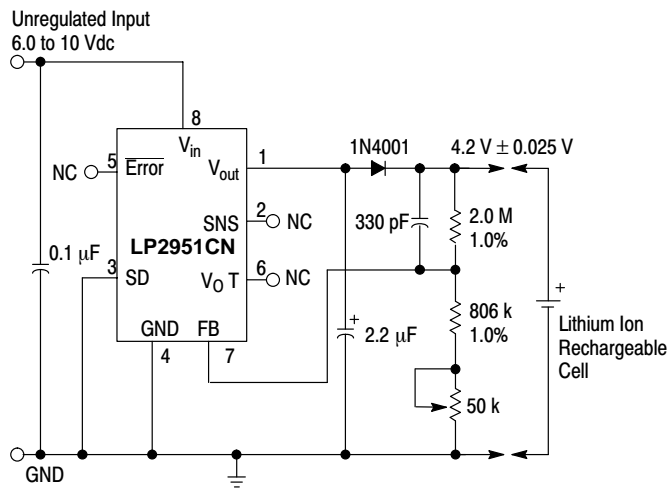 Unregulated Input
6.0 to 10 Vdc
8
Vin
5
NC
Error
Vout
1
1N4001
4.2 V ± 0.025 V
SNS
2
NC
330 pF
2.0 M
1.0%
LP2951CN
0.1 μF
3
SD
VO T
6
NC
806 k
1.0%
GND
FB
4
7
+
2.2 μF
+
Lithium Ion
Rechargeable
Cell
50 k
GND